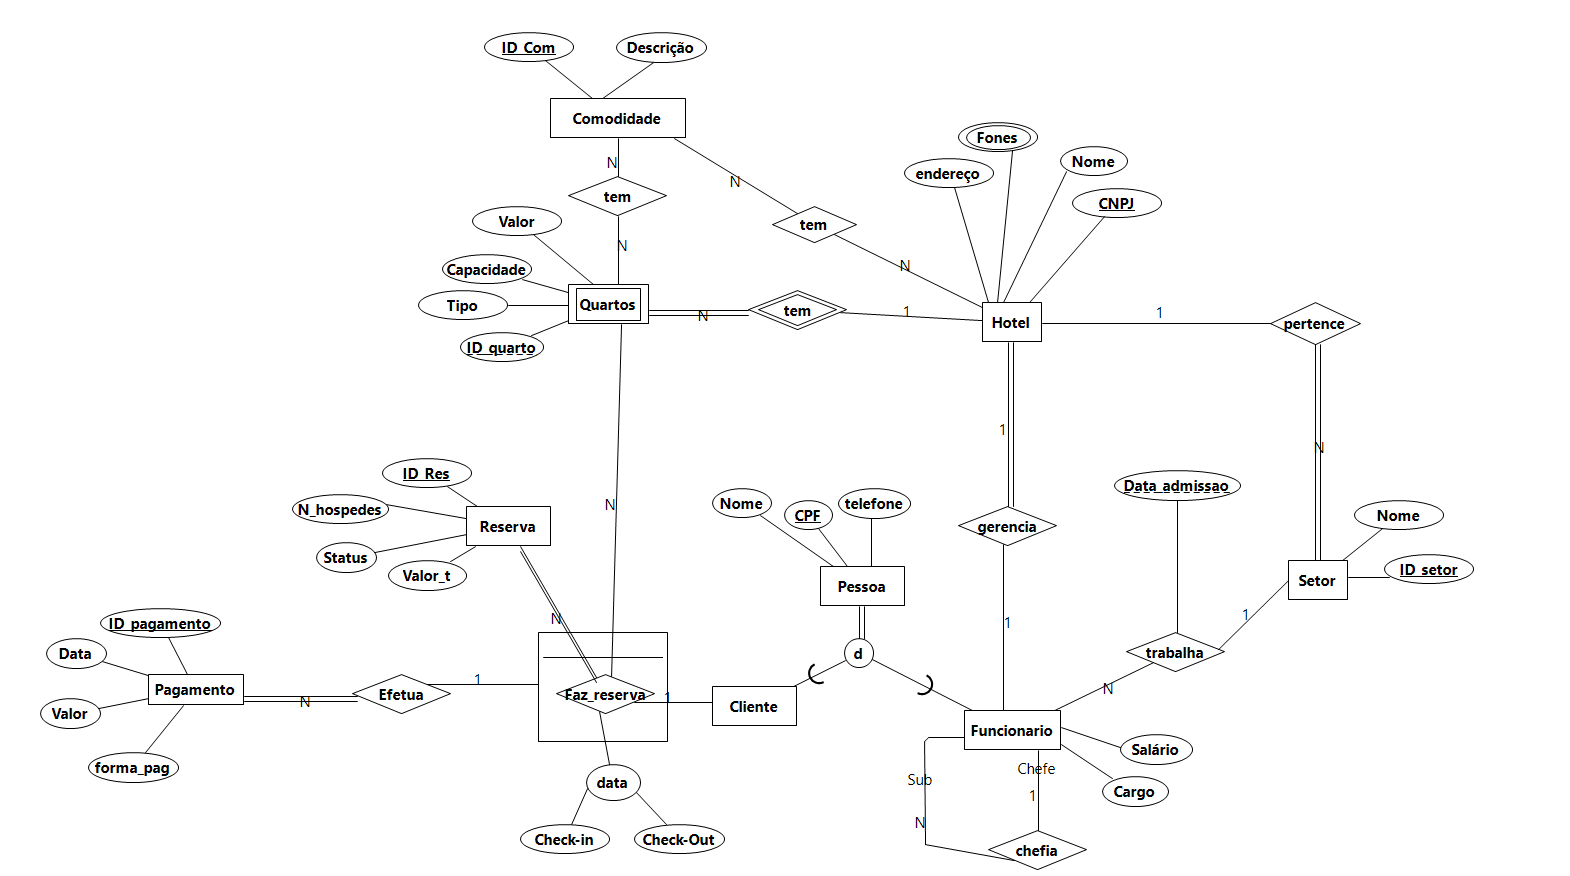 ID_Com
Descrição
Comodidade
Fones
N
Nome
endereço
N
tem
CNPJ
Valor
tem
N
N
Capacidade
Tipo
Quartos
N
tem
1
Hotel
1
pertence
ID_quarto
1
N
ID_Res
Data_admissao
N_hospedes
N
Nome
CPF
telefone
Nome
Reserva
gerencia
Status
Valor_t
Pessoa
ID_setor
Setor
N
1
1
ID_pagamento
Data
d
trabalha
Pagamento
Efetua
1
Faz_reserva
1
N
N
Cliente
Valor
Funcionario
Salário
forma_pag
Chefe
Sub
data
1
Cargo
N
Check-in
Check-Out
chefia